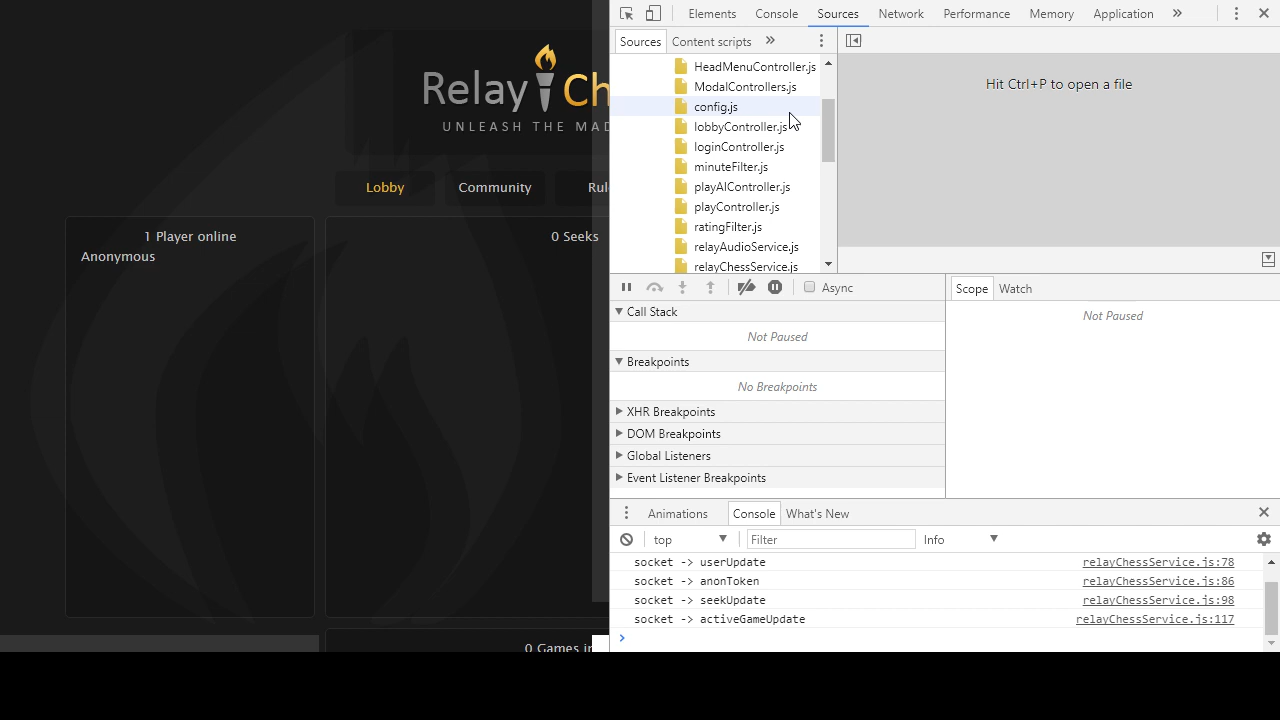 Relay Ch
UNLEASH THE MAD
Lobby Community Rul
1 Player online
Anonymous
0 Seeks
0 Games in
Elements Console Sources Network Performance Memory Application »
Sources Content scripts »
HeadMenuController.js
ModalControllers.js
config.js
lobbyController.js
loginController.js
minuteFilter.js
playAIController.js
playController.js
ratingFilter.js
relayAudioService.js
relayChessService.js
Hit Ctrl+P to open a file
Async
Call Stack
Not Paused
Breakpoints
No Breakpoints
XHR Breakpoints
DOM Breakpoints
Global Listeners
Event Listener Breakpoints
Scope Watch
Not Paused
Animations Console What's New
top Filter Info
socket -> userUpdate relayChessService.js:78
socket -> anonToken relayChessService.js:86
socket -> seekUpdate relayChessService.js:98
socket -> activeGameUpdate relayChessService.js:117